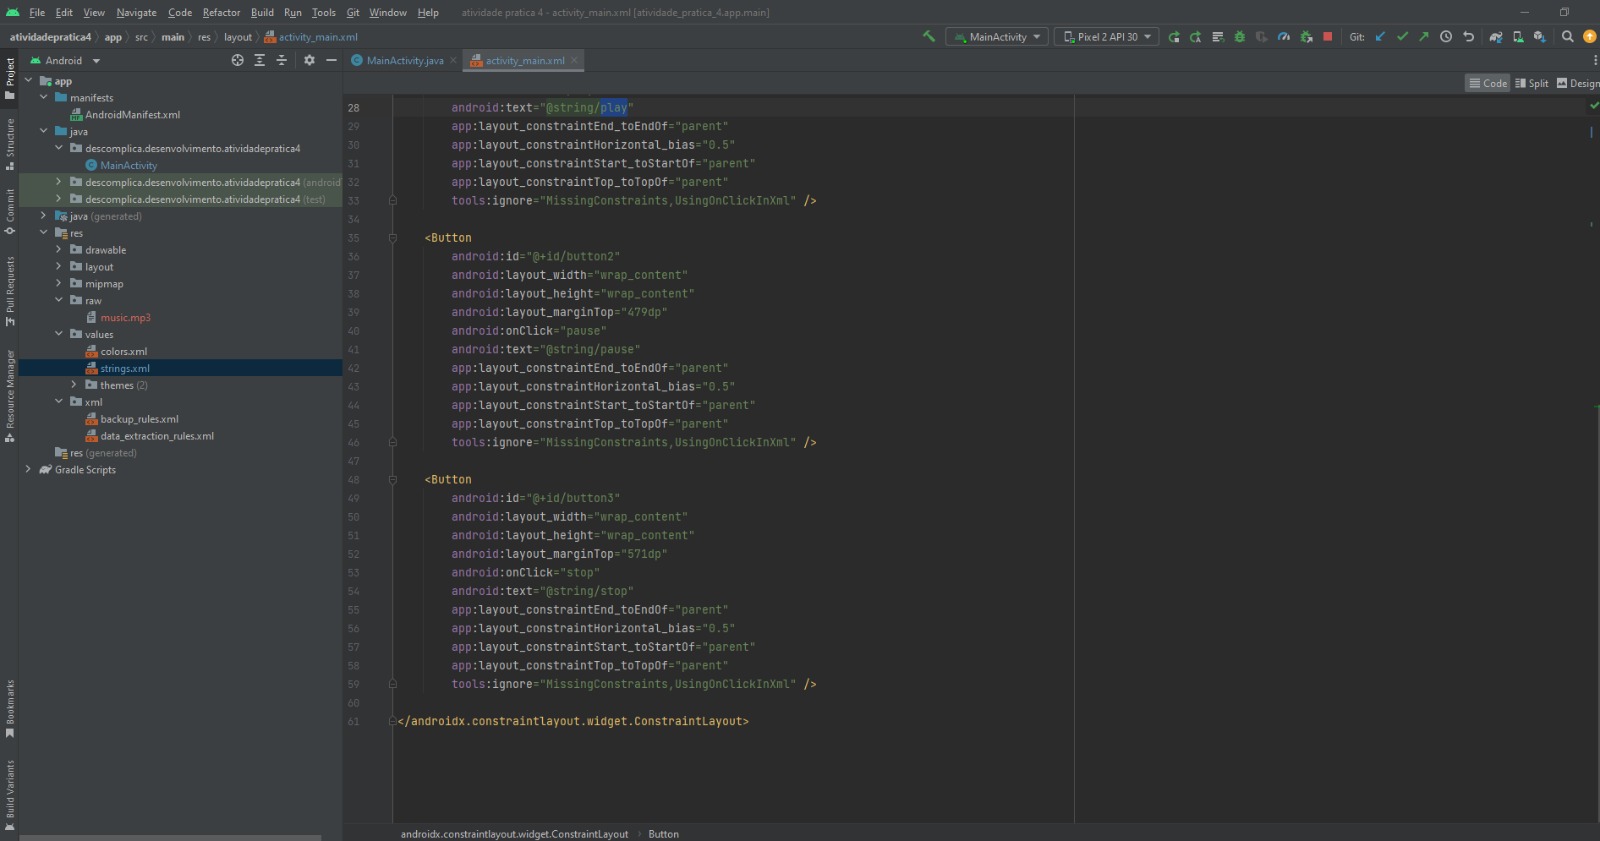 File Edit View Navigate Code Refactor Build Run Tools Git Window Help atividade pratica 4 - activity_main.xml [atividade_pratica_4.app.main]
atividadepratica4 app src main res layout activity_main.xml MainActivity Pixel 2 API 30 Git:
Project Android MainActivity.java activity_main.xml
Code Split Design
app
manifests
AndroidManifest.xml
java
descomplica.desenvolvimento.atividadepratica4
MainActivity
descomplica.desenvolvimento.atividadepratica4 (android
descomplica.desenvolvimento.atividadepratica4 (test)
java (generated)
res
drawable
layout
mipmap
raw
music.mp3
values
colors.xml
strings.xml
themes (2)
xml
backup_rules.xml
data_extraction_rules.xml
res (generated)
Gradle Scripts
Structure
Commit
Pull Requests
Resource Manager
Bookmarks
Build Variants
28 android:text="@string/play"
29 app:layout_constraintEnd_toEndOf="parent"
30 app:layout_constraintHorizontal_bias="0.5"
31 app:layout_constraintStart_toStartOf="parent"
32 app:layout_constraintTop_toTopOf="parent"
33 tools:ignore="MissingConstraints,UsingOnClickInXml" />
34
35 <Button
36 android:id="@+id/button2"
37 android:layout_width="wrap_content"
38 android:layout_height="wrap_content"
39 android:layout_marginTop="479dp"
40 android:onClick="pause"
41 android:text="@string/pause"
42 app:layout_constraintEnd_toEndOf="parent"
43 app:layout_constraintHorizontal_bias="0.5"
44 app:layout_constraintStart_toStartOf="parent"
45 app:layout_constraintTop_toTopOf="parent"
46 tools:ignore="MissingConstraints,UsingOnClickInXml" />
47
48 <Button
49 android:id="@+id/button3"
50 android:layout_width="wrap_content"
51 android:layout_height="wrap_content"
52 android:layout_marginTop="571dp"
53 android:onClick="stop"
54 android:text="@string/stop"
55 app:layout_constraintEnd_toEndOf="parent"
56 app:layout_constraintHorizontal_bias="0.5"
57 app:layout_constraintStart_toStartOf="parent"
58 app:layout_constraintTop_toTopOf="parent"
59 tools:ignore="MissingConstraints,UsingOnClickInXml" />
60
61 </androidx.constraintlayout.widget.ConstraintLayout>
androidx.constraintlayout.widget.ConstraintLayout Button